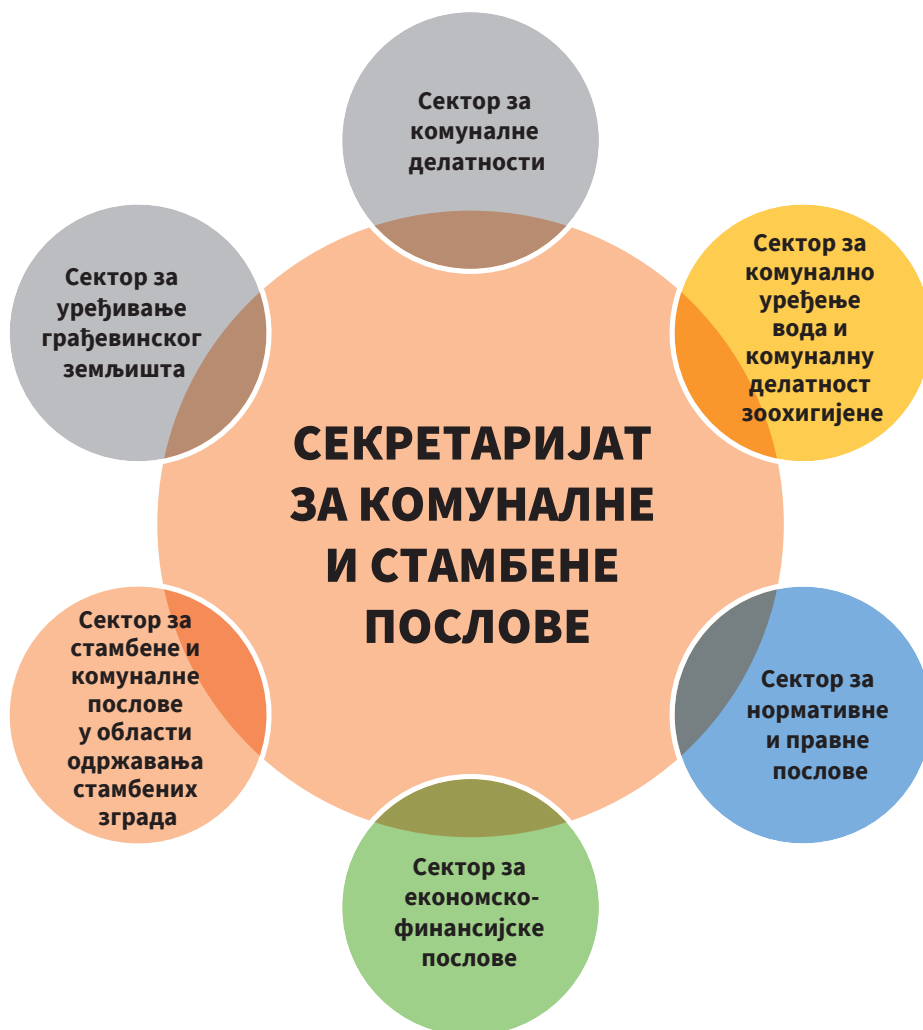 Сектор за
комуналне
делатности
Сектор за
комунално
уређење
вода и
комуналну
делатност
зоохигијене
Сектор за
уређивање
грађевинског
земљишта
СЕКРЕТАРИЈАТ
ЗА КОМУНАЛНЕ
И СТАМБЕНЕ
ПОСЛОВЕ
Сектор за
стамбене и
комуналне
послове
у области
одржавања
стамбених
зграда
Сектор за
нормативне
и правне
послове
Сектор за
економско-
финансијске
послове